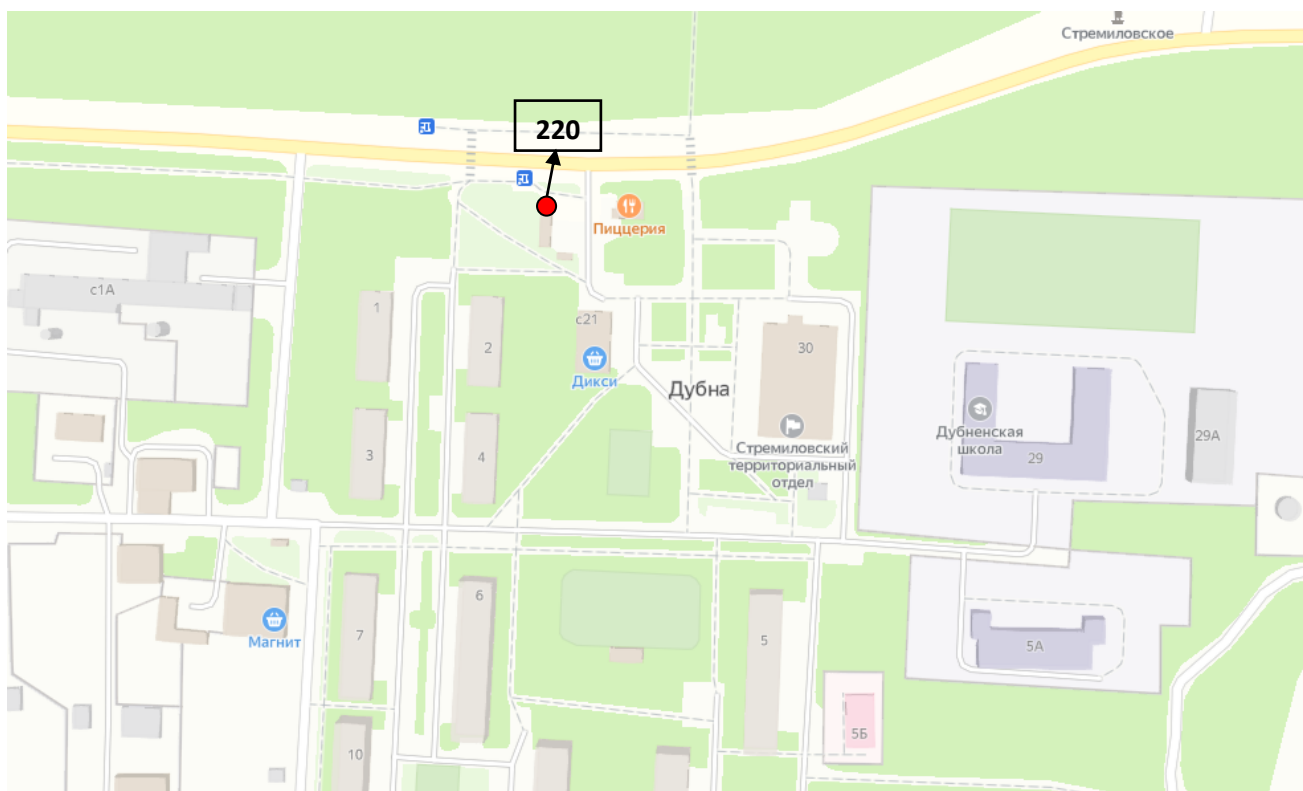 Стремиловское
220
Пиццерия
с1А
1
2
с21
30
Дикси
Дубна
Дубненская
школа
29А
3
4
Стремиловский
территориальный
отдел
29
6
7
5
Магнит
5А
5Б
10